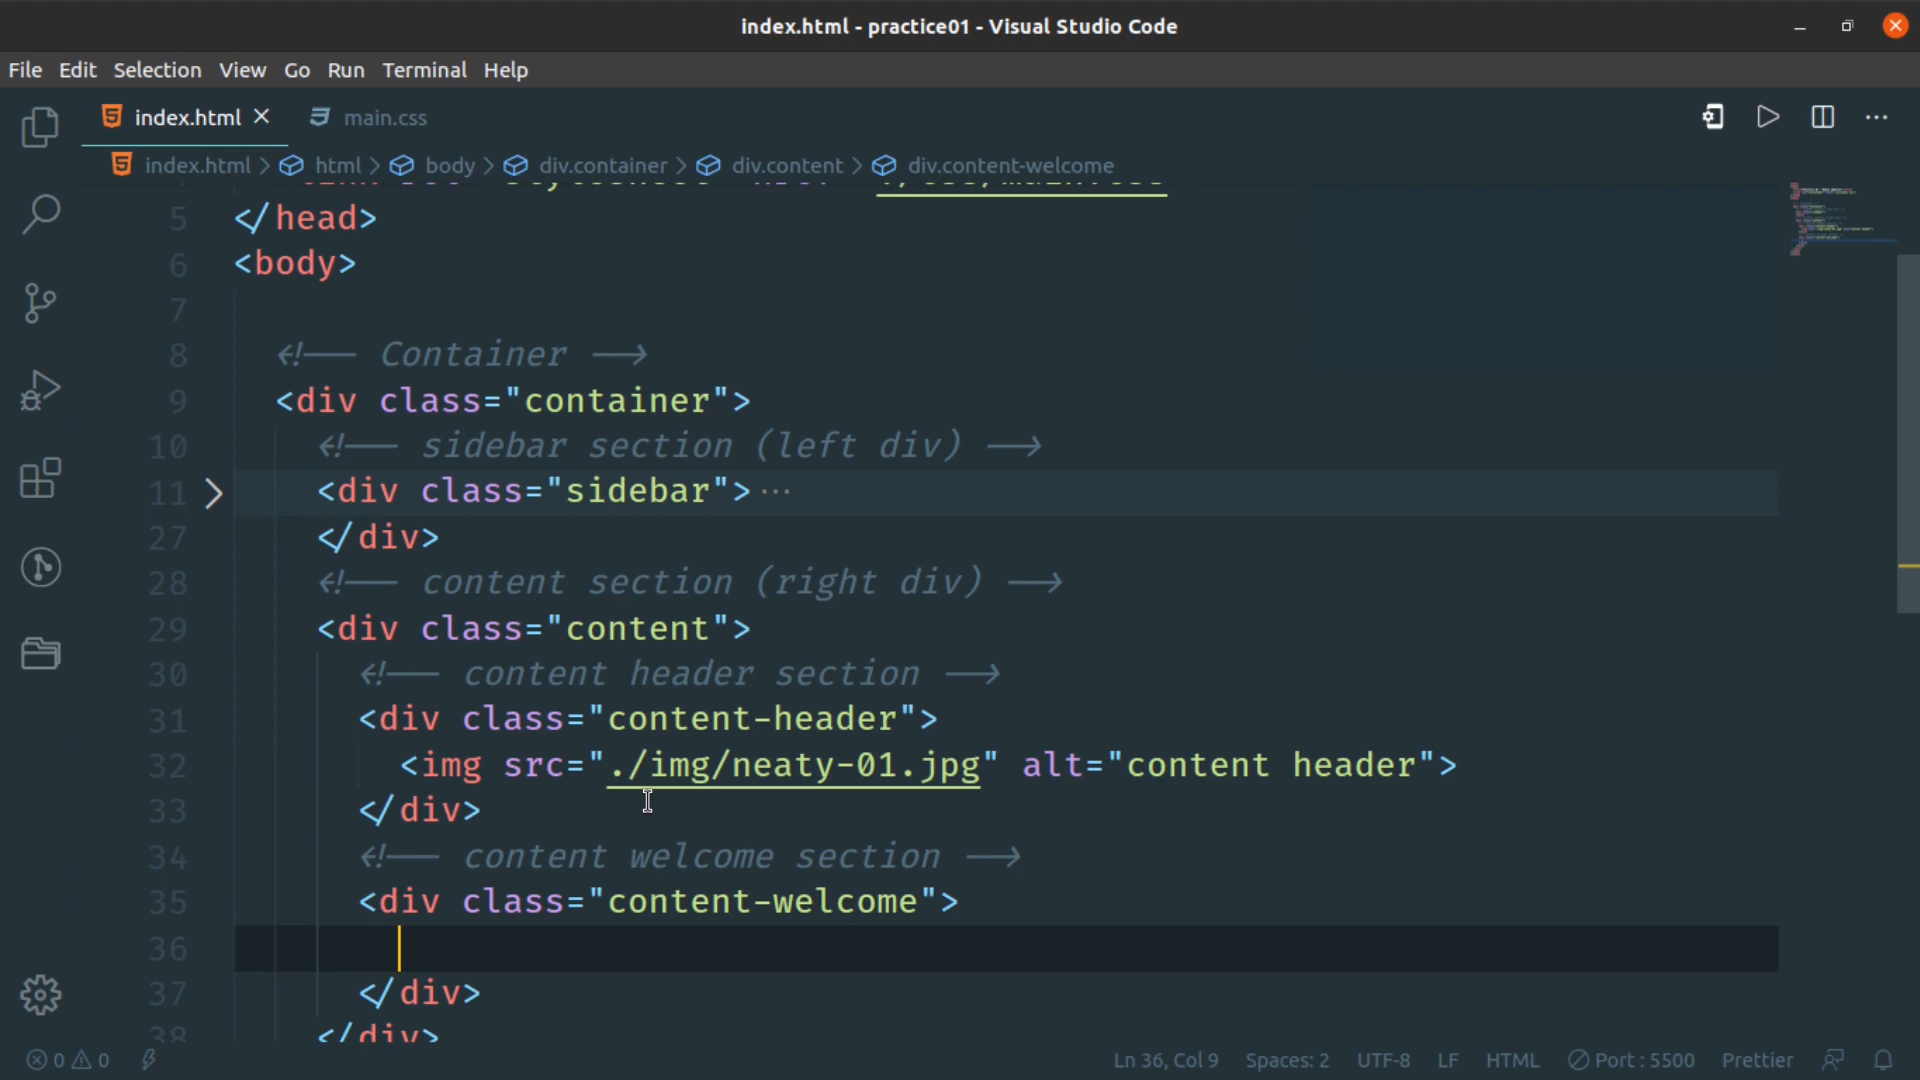 index.html - practice01 - Visual Studio Code
File Edit Selection View Go Run Terminal Help
index.html main.css
index.html > html > body > div.container > div.content > div.content-welcome
5 </head>
6 <body>
7
8 <!-- Container -->
9 <div class="container">
10 <!-- sidebar section (left div) -->
11 <div class="sidebar">···
27 </div>
28 <!-- content section (right div) -->
29 <div class="content">
30 <!-- content header section -->
31 <div class="content-header">
32 <img src="./img/neaty-01.jpg" alt="content header">
33 </div>
34 <!-- content welcome section -->
35 <div class="content-welcome">
36
37 </div>
38 </div>
0 0 Ln 36, Col 9 Spaces: 2 UTF-8 LF HTML Port : 5500 Prettier